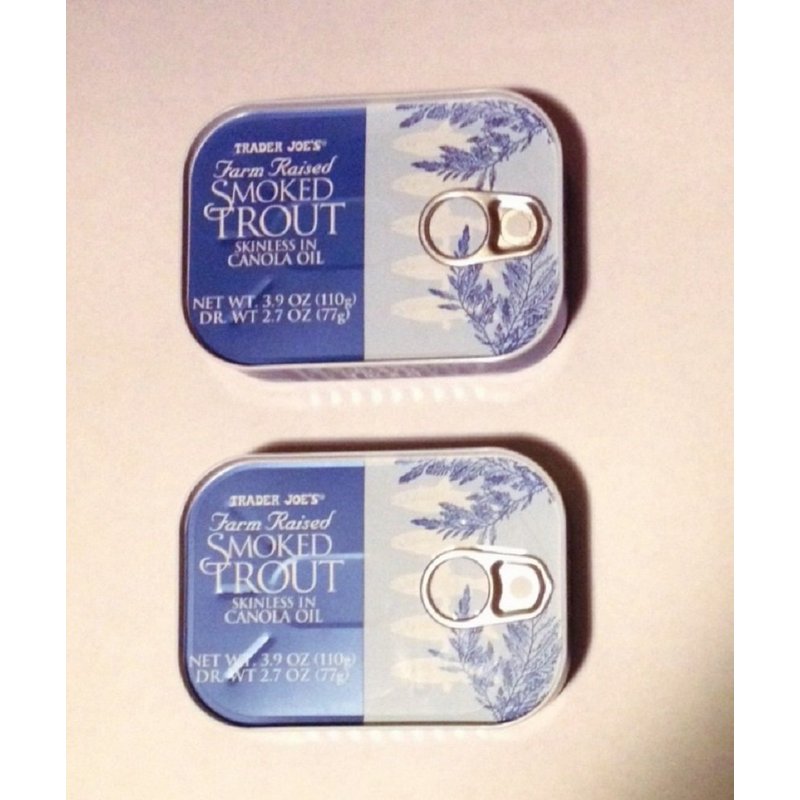 TRADER JOE'S
Farm Raised
SMOKED
TROUT
SKINLESS IN
CANOLA OIL
NET WT. 3.9 OZ (110g)
DR. WT 2.7 OZ (77g)
TRADER JOE'S
Farm Raised
SMOKED
TROUT
SKINLESS IN
CANOLA OIL
NET WT. 3.9 OZ (110g)
DR. WT 2.7 OZ (77g)